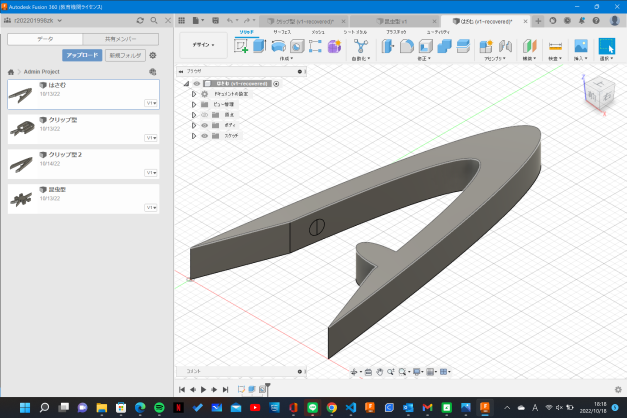 Autodesk Fusion 360 (教育機関ライセンス)
r202201998zk
クリップ型 (v1-recovered)*
昆虫型 v1
はさむ (v1-recovered)*
データ
共有メンバー
アップロード
新規フォルダ
Admin Project
はさむ
10/13/22
V1
クリップ型
10/13/22
V1
クリップ型 2
10/14/22
V1
昆虫型
10/13/22
V1
デザイン
ソリッド
サーフェス
メッシュ
シート メタル
プラスチック
ユーティリティ
作成
自動化
修正
アセンブリ
構築
検査
挿入
選択
ブラウザ
はさむ (v1-recovered)
ドキュメントの設定
ビュー管理
原点
ボディ
スケッチ
コメント
18:18
2022/10/18